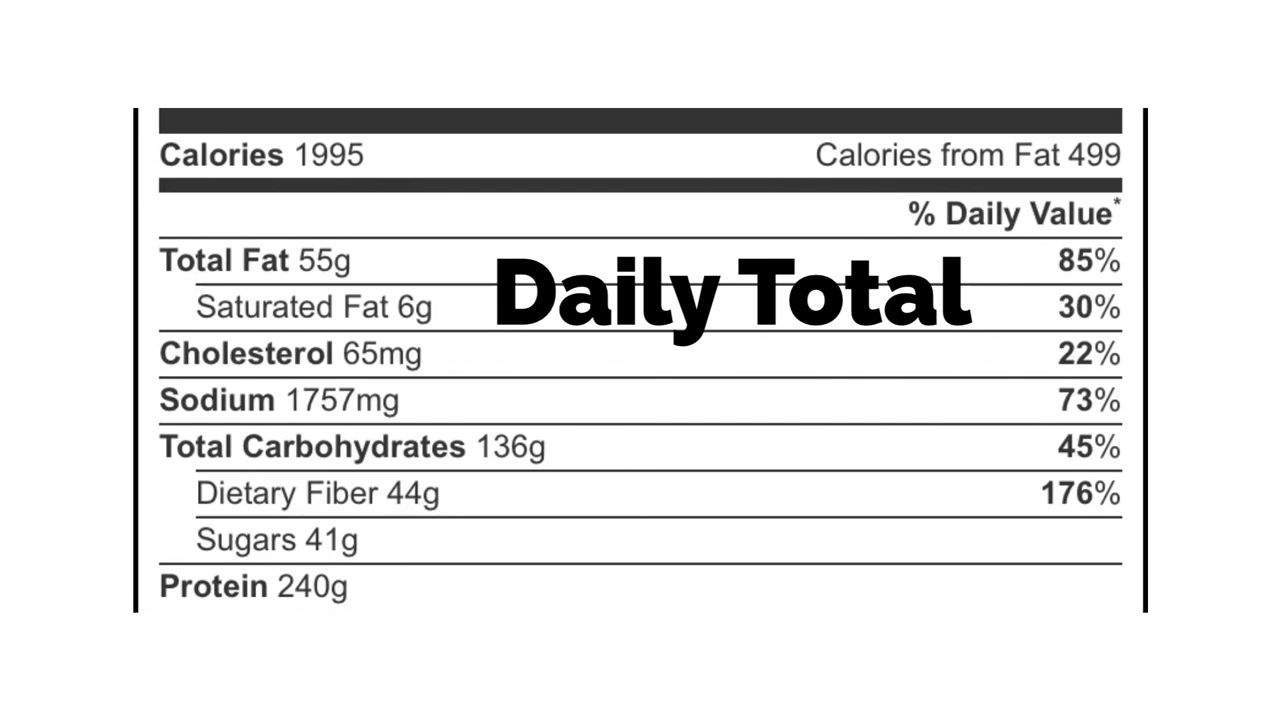 Calories 1995 Calories from Fat 499
% Daily Value*
Total Fat 55g 85%
Daily Total
Saturated Fat 6g 30%
Cholesterol 65mg 22%
Sodium 1757mg 73%
Total Carbohydrates 136g 45%
Dietary Fiber 44g 176%
Sugars 41g
Protein 240g